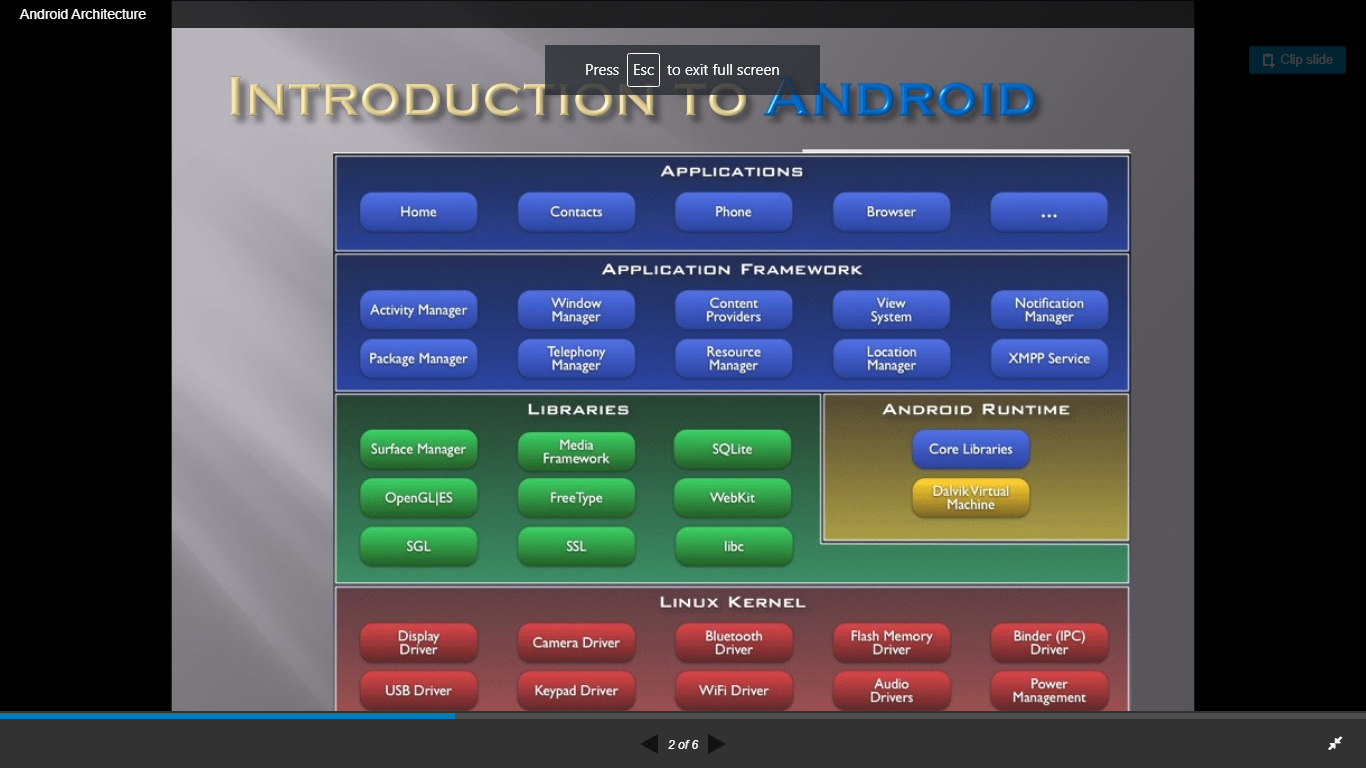 Android Architecture
Press Esc to exit full screen
Clip slide
INTRODUCTION TO ANDROID
APPLICATIONS
Home
Contacts
Phone
Browser
...
APPLICATION FRAMEWORK
Activity Manager
Window
Manager
Content
Providers
View
System
Notification
Manager
Package Manager
Telephony
Manager
Resource
Manager
Location
Manager
XMPP Service
LIBRARIES
Surface Manager
Media
Framework
SQLite
OpenGL|ES
FreeType
WebKit
SGL
SSL
libc
ANDROID RUNTIME
Core Libraries
Dalvik Virtual
Machine
LINUX KERNEL
Display
Driver
Camera Driver
Bluetooth
Driver
Flash Memory
Driver
Binder (IPC)
Driver
USB Driver
Keypad Driver
WiFi Driver
Audio
Drivers
Power
Management
2 of 6